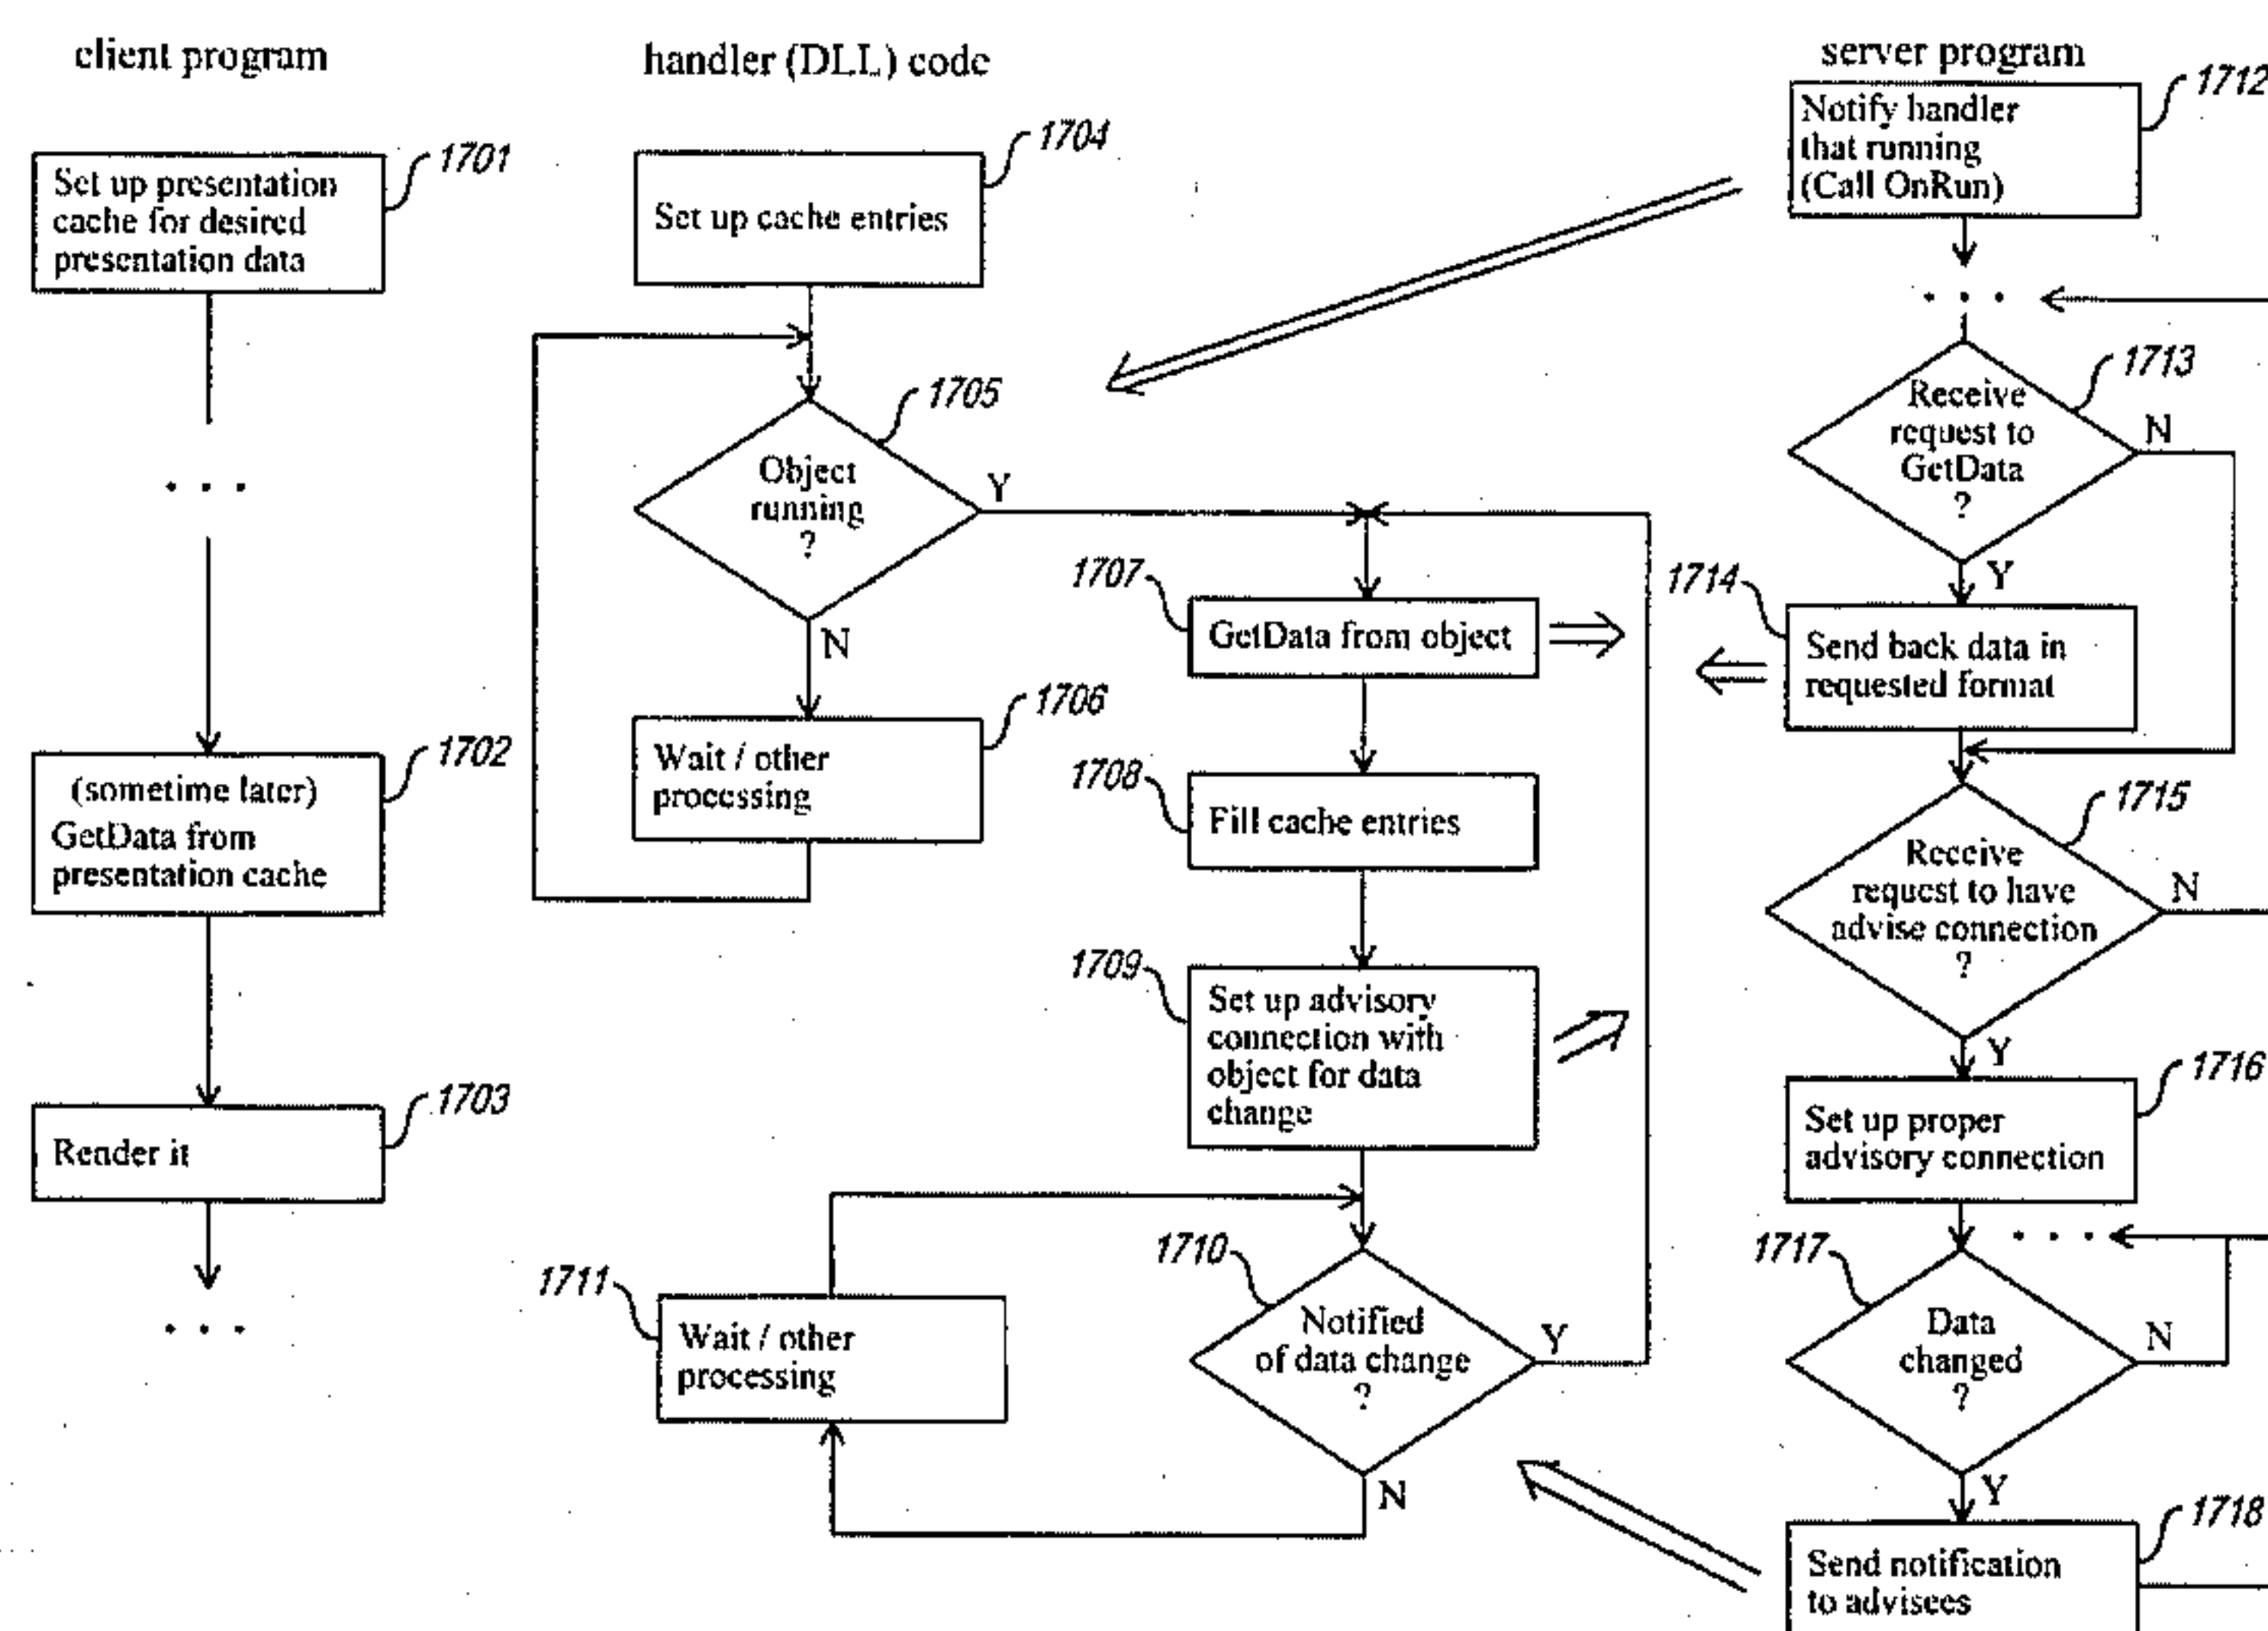 client program
1701
Set up presentation
cache for desired
presentation data
. . .
1702
(sometime later)
GetData from
presentation cache
1703
Render it
. . .
handler (DLL) code
1704
Set up cache entries
1705
Object
running
?
Y
N
1706
Wait / other
processing
1707
GetData from object
1708
Fill cache entries
1709
Set up advisory
connection with
object for data
change
1710
Notified
of data change
?
Y
N
1711
Wait / other
processing
server program
1712
Notify handler
that running
(Call OnRun)
. . .
1713
Receive
request to
GetData
?
N
Y
1714
Send back data in
requested format
1715
Receive
request to have
advise connection
?
N
Y
1716
Set up proper
advisory connection
. . .
1717
Data
changed
?
N
Y
1718
Send notification
to advisees